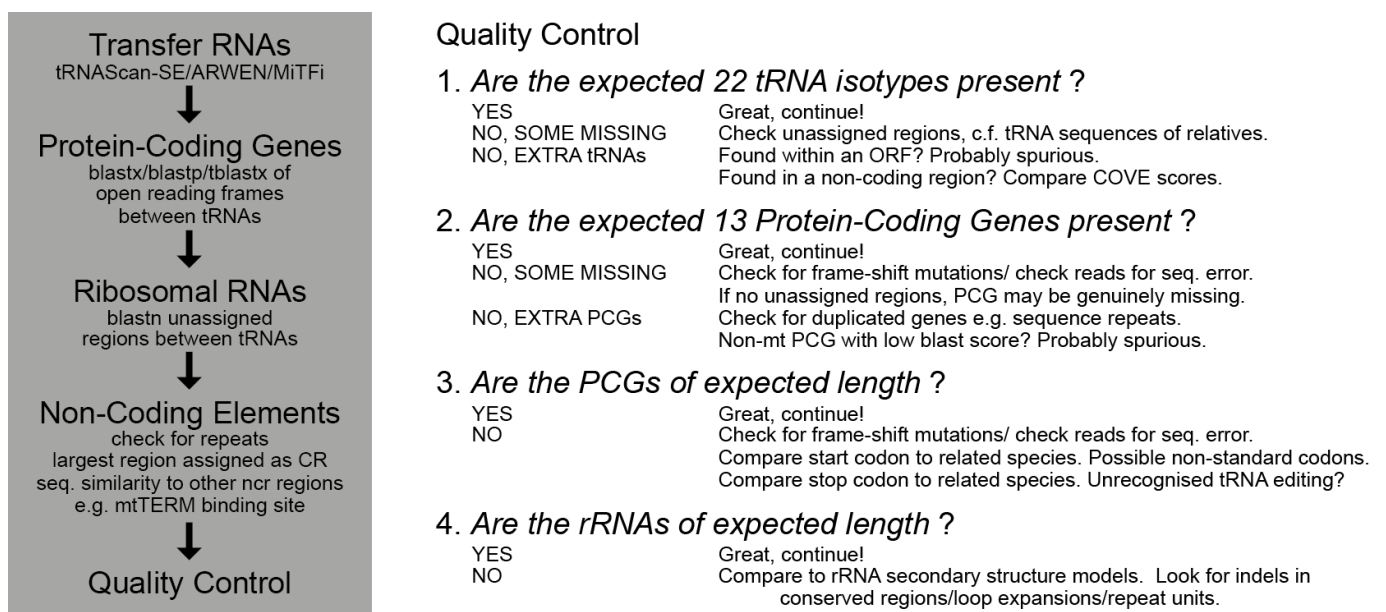 Transfer RNAs
tRNAScan-SE/ARWEN/MiTFi
Protein-Coding Genes
blastx/blastp/tblastx of
open reading frames
between tRNAs
Ribosomal RNAs
blastn unassigned
regions between tRNAs
Non-Coding Elements
check for repeats
largest region assigned as CR
seq. similarity to other ncr regions
e.g. mtTERM binding site
Quality Control
Quality Control
1. Are the expected 22 tRNA isotypes present ?
YES Great, continue!
NO, SOME MISSING Check unassigned regions, c.f. tRNA sequences of relatives.
NO, EXTRA tRNAs Found within an ORF? Probably spurious.
Found in a non-coding region? Compare COVE scores.
2. Are the expected 13 Protein-Coding Genes present ?
YES Great, continue!
NO, SOME MISSING Check for frame-shift mutations/ check reads for seq. error.
If no unassigned regions, PCG may be genuinely missing.
NO, EXTRA PCGs Check for duplicated genes e.g. sequence repeats.
Non-mt PCG with low blast score? Probably spurious.
3. Are the PCGs of expected length ?
YES Great, continue!
NO Check for frame-shift mutations/ check reads for seq. error.
Compare start codon to related species. Possible non-standard codons.
Compare stop codon to related species. Unrecognised tRNA editing?
4. Are the rRNAs of expected length ?
YES Great, continue!
NO Compare to rRNA secondary structure models. Look for indels in
conserved regions/loop expansions/repeat units.